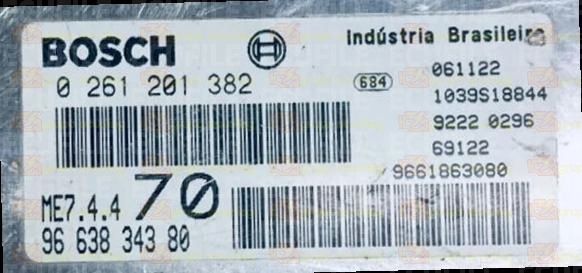 BOSCH
Indústria Brasileira
0 261 201 382
684
061122
1039S18844
9222 0296
69122
9661863080
ME7.4.4 70
96 638 343 80